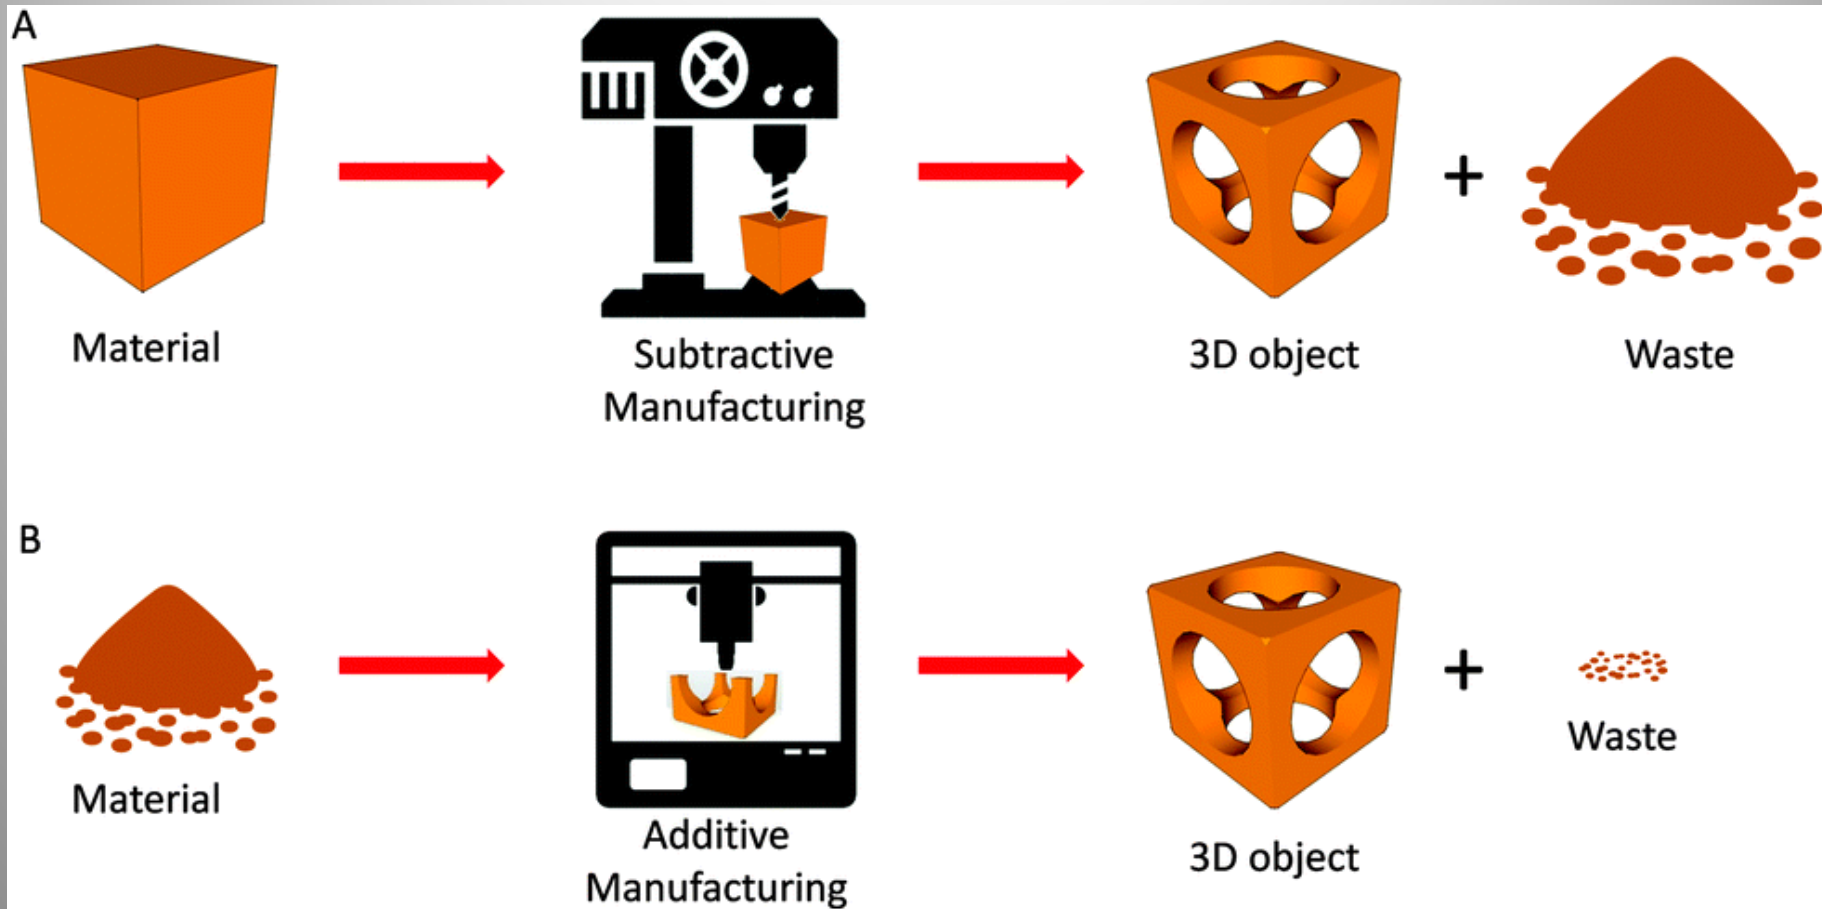 A
Material
Subtractive
Manufacturing
3D object
+
Waste
B
Material
Additive
Manufacturing
3D object
+
Waste